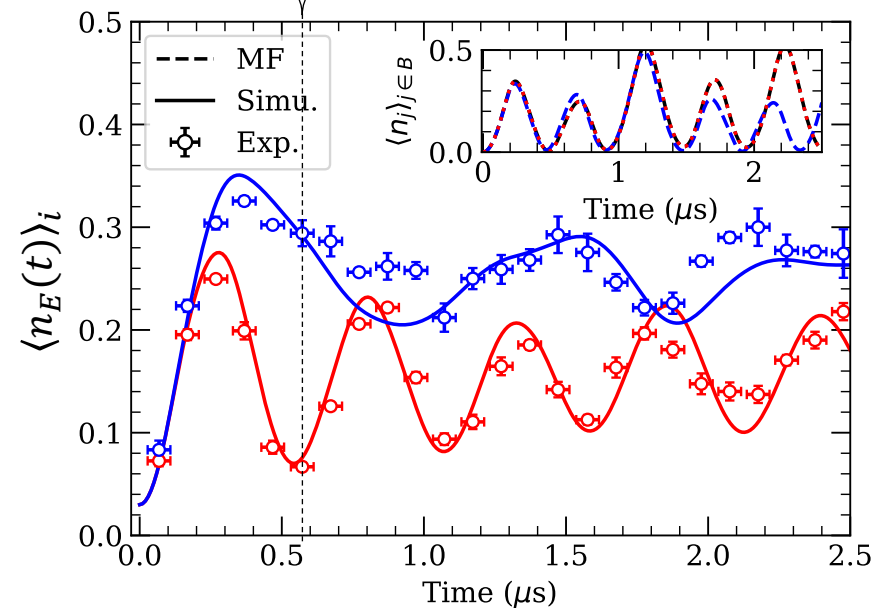 γ
0.5
0.4
0.3
0.2
0.1
0.0
⟨n_E(t)⟩_i
MF
Simu.
Exp.
0.5
0.0
⟨n_j⟩_{j∈B}
0 1 2
Time (μs)
0.0 0.5 1.0 1.5 2.0 2.5
Time (μs)